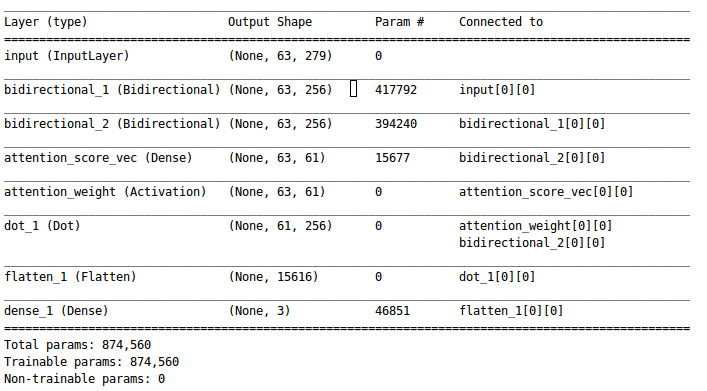 Layer (type) Output Shape Param # Connected to
input (InputLayer) (None, 63, 279) 0
bidirectional_1 (Bidirectional) (None, 63, 256) 417792 input[0][0]
bidirectional_2 (Bidirectional) (None, 63, 256) 394240 bidirectional_1[0][0]
attention_score_vec (Dense) (None, 63, 61) 15677 bidirectional_2[0][0]
attention_weight (Activation) (None, 63, 61) 0 attention_score_vec[0][0]
dot_1 (Dot) (None, 61, 256) 0 attention_weight[0][0]
bidirectional_2[0][0]
flatten_1 (Flatten) (None, 15616) 0 dot_1[0][0]
dense_1 (Dense) (None, 3) 46851 flatten_1[0][0]
Total params: 874,560
Trainable params: 874,560
Non-trainable params: 0